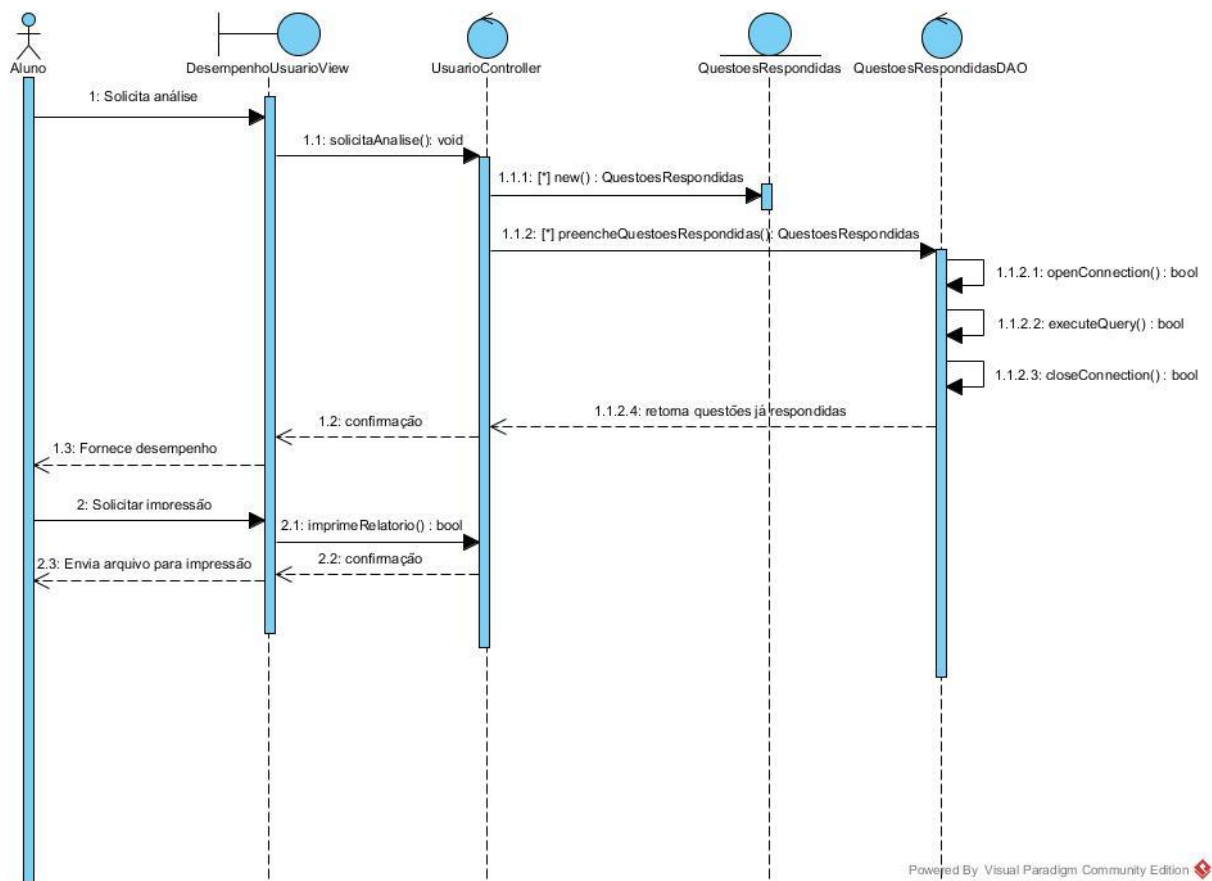 Aluno
DesempenhoUsuarioView
UsuarioController
QuestoesRespondidas
QuestoesRespondidasDAO
1: Solicita análise
1.1: solicitaAnalise(): void
1.1.1: [*] new() : QuestoesRespondidas
1.1.2: [*] preencheQuestoesRespondidas(): QuestoesRespondidas
1.1.2.1: openConnection() : bool
1.1.2.2: executeQuery() : bool
1.1.2.3: closeConnection() : bool
1.1.2.4: retorna questões já respondidas
1.2: confirmação
1.3: Fornece desempenho
2: Solicitar impressão
2.1: imprimeRelatorio() : bool
2.2: confirmação
2.3: Envia arquivo para impressão
Powered By Visual Paradigm Community Edition